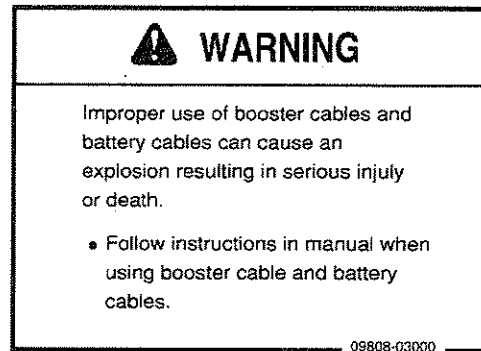 WARNING
Improper use of booster cables and
battery cables can cause an
explosion resulting in serious injuly
or death.
• Follow instructions in manual when
using booster cable and battery
cables.
09808-03000